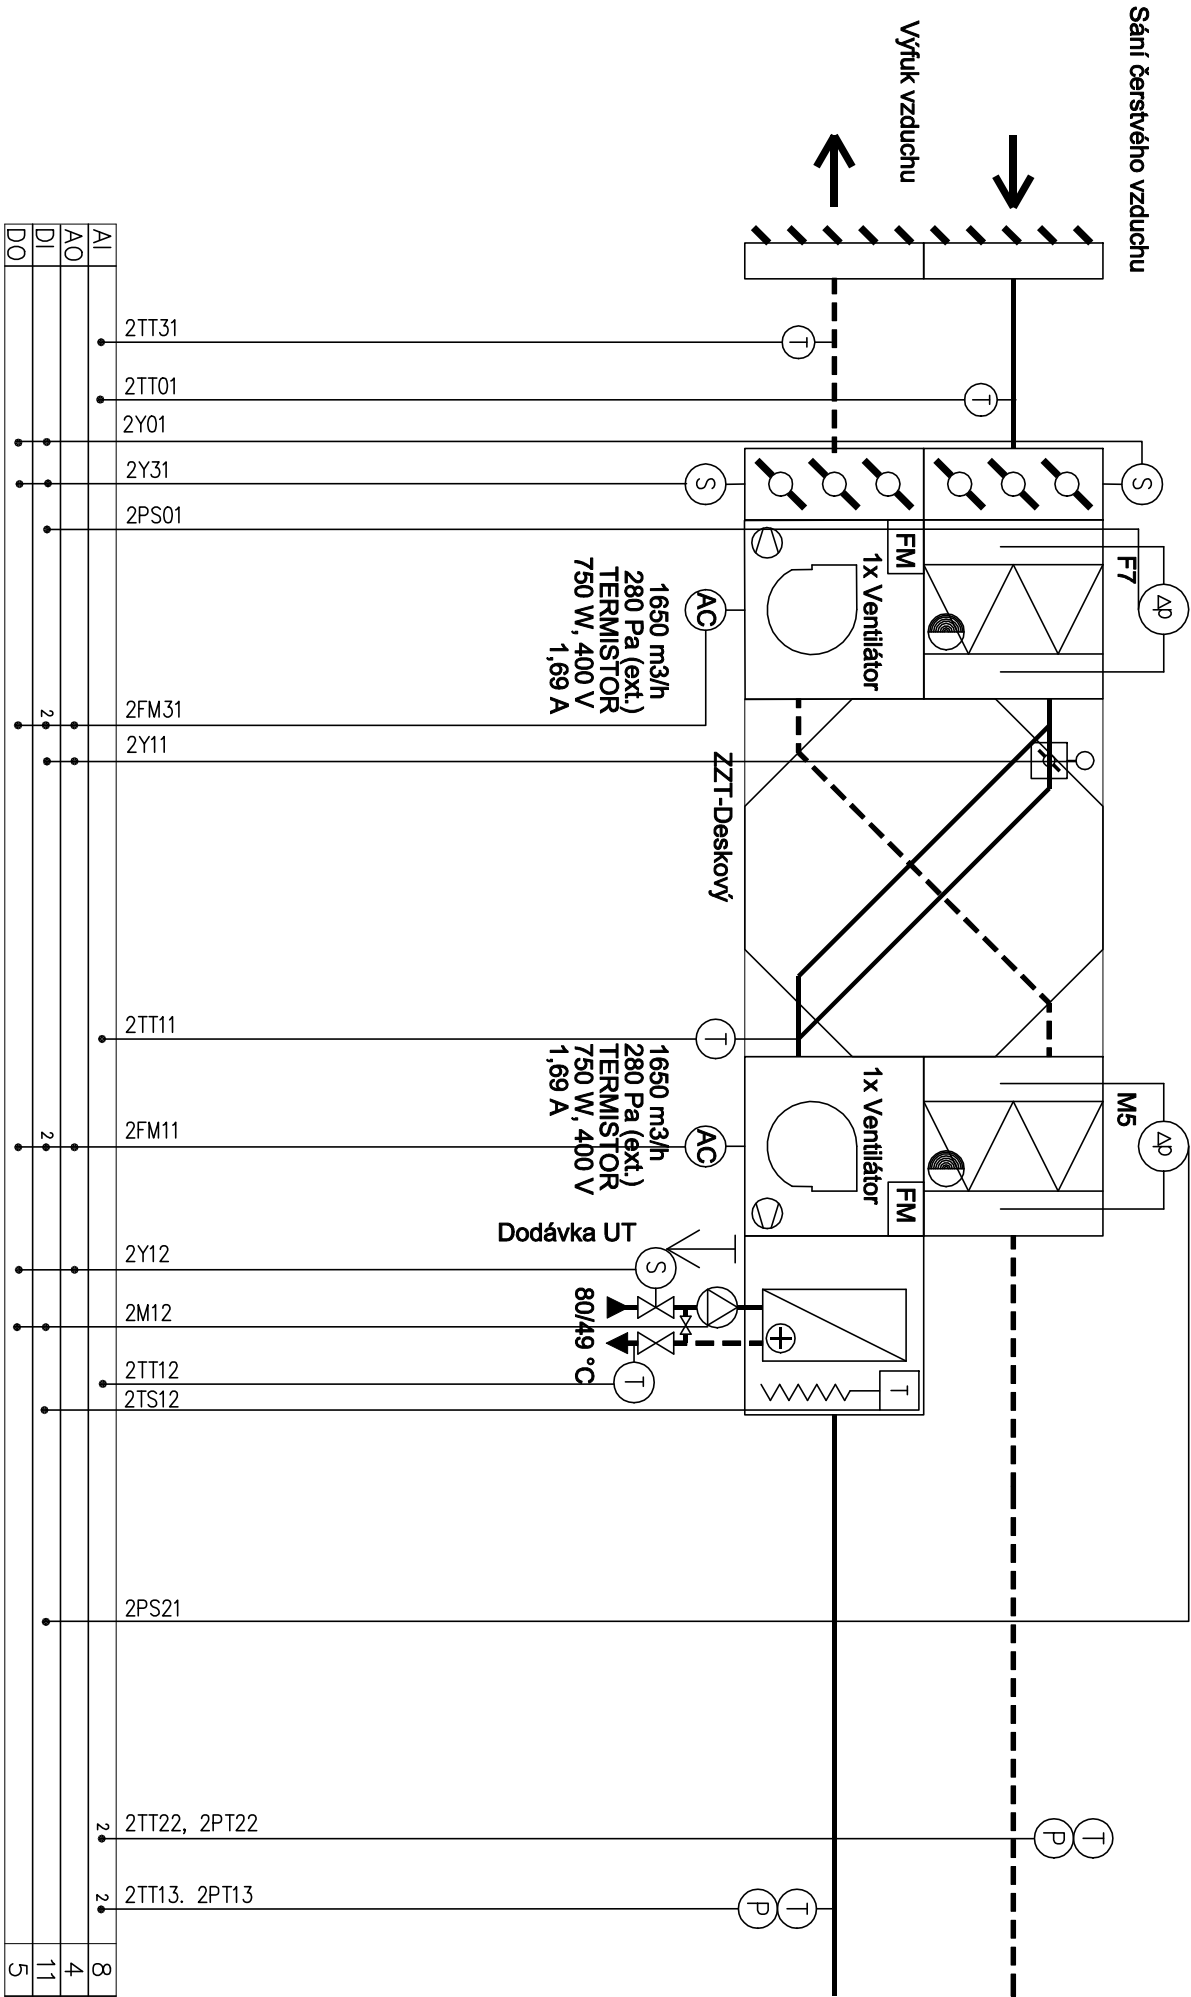 Sání čerstvého vzduchu
Výfuk vzduchu
T
T
S
S
F7
Δp
FM
1x Ventilátor
AC
1650 m3/h
280 Pa (ext.)
TERMISTOR
750 W, 400 V
1,69 A
ZZT-Deskový
T
M5
Δp
1x Ventilátor
FM
AC
1650 m3/h
280 Pa (ext.)
TERMISTOR
750 W, 400 V
1,69 A
Dodávka UT
S
80/49 °C
T
T
T
P
T
P
2TT31
2TT01
2Y01
2Y31
2PS01
2FM31
2Y11
2TT11
2FM11
2Y12
2M12
2TT12
2TS12
2PS21
2TT22, 2PT22
2TT13. 2PT13
AI 2 2 8
AO 4
DI 2 2 11
DO 5